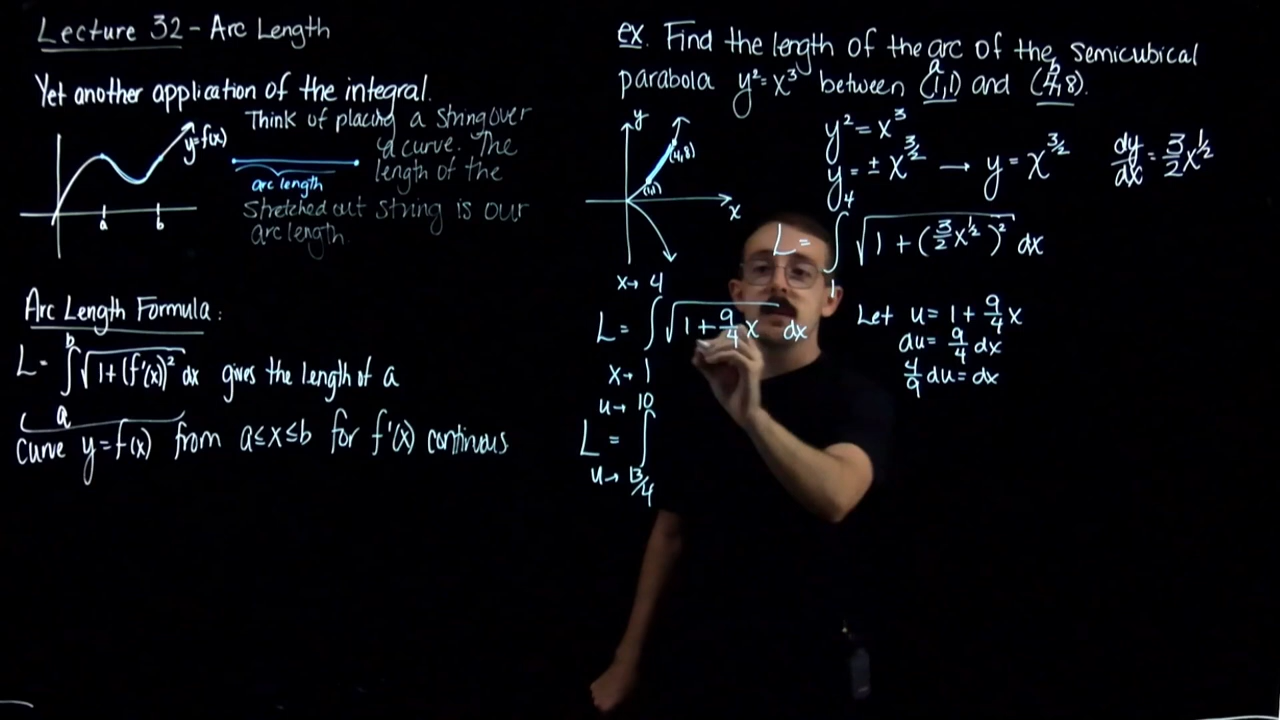 Lecture 32 - Arc Length
Yet another application of the integral.
y=f(x)
a
b
Think of placing a string over
a curve. The
arc length
length of the
Stretched out string is our
arc length.
Arc Length Formula:
L = ∫_a^b √(1+(f'(x))² dx gives the length of a
Curve y=f(x) from a≤x≤b for f'(x) continuous
ex. Find the length of the arc of the semicubical
a b
parabola y²=x³ between (1,1) and (4,8).
y
x
(4,8)
(1,1)
y² = x³
y = ± x^{3/2} → y = x^{3/2}
dy/dx = 3/2 x^{1/2}
L = ∫_1^4 √(1 + (3/2 x^{1/2})²) dx
x→ 4
L = ∫ √(1 + 9/4 x) dx
x→ 1
Let u = 1 + 9/4 x
du = 9/4 dx
4/9 du = dx
u→ 10
L = ∫
u→ 13/4